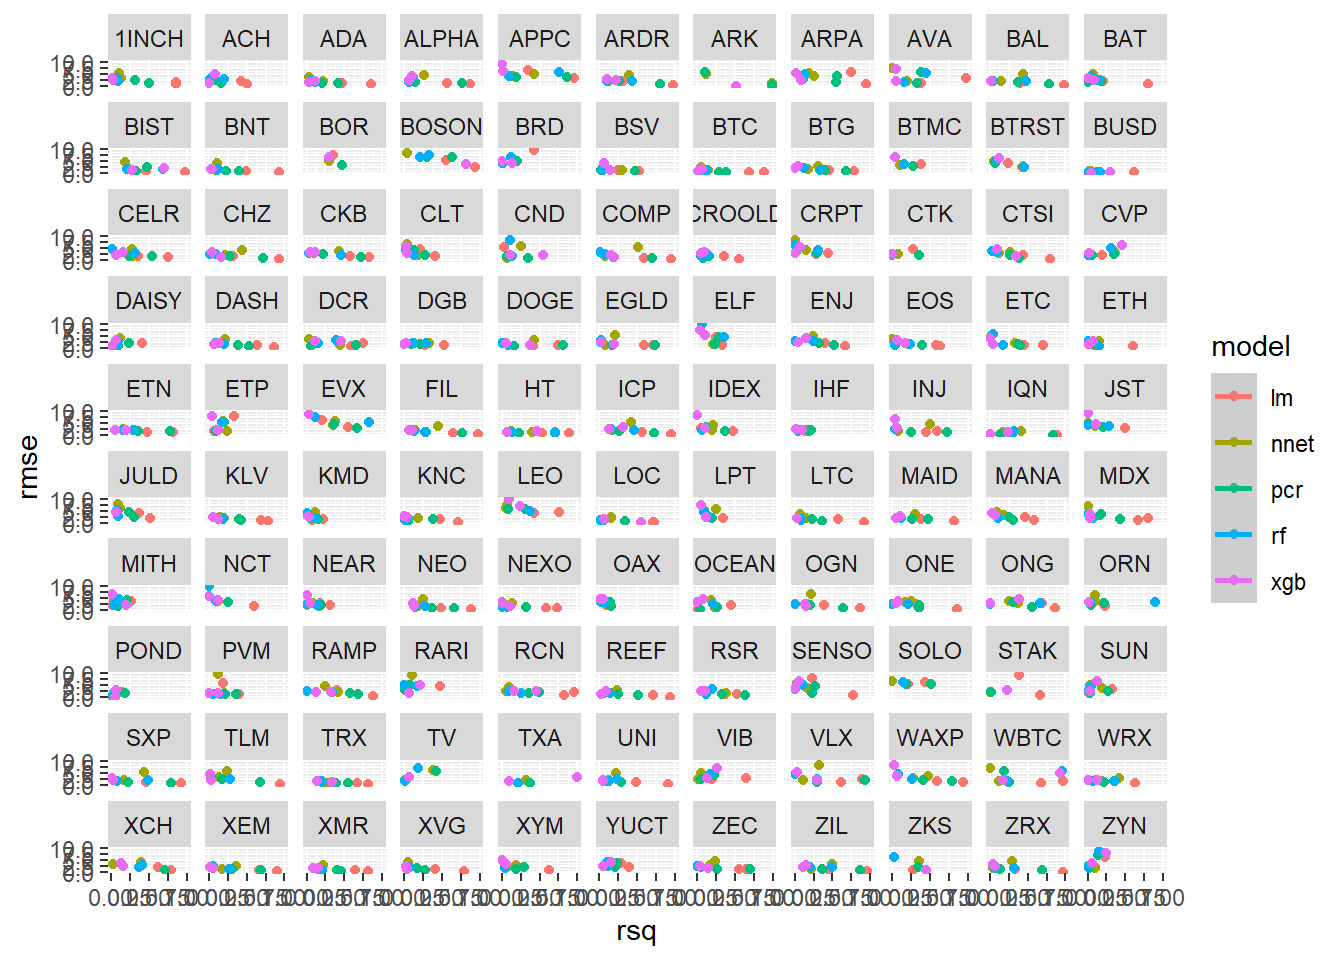 1INCH ACH ADA ALPHA APPC ARDR ARK ARPA AVA BAL BAT
BIST BNT BOR BOSON BRD BSV BTC BTG BTMC BTRST BUSD
CELR CHZ CKB CLT CND COMP CROOLD CRPT CTK CTSI CVP
DAISY DASH DCR DGB DOGE EGLD ELF ENJ EOS ETC ETH
ETN ETP EVX FIL HT ICP IDEX IHF INJ IQN JST
JULD KLV KMD KNC LEO LOC LPT LTC MAID MANA MDX
MITH NCT NEAR NEO NEXO OAX OCEAN OGN ONE ONG ORN
POND PVM RAMP RARI RCN REEF RSR SENSO SOLO STAK SUN
SXP TLM TRX TV TXA UNI VIB VLX WAXP WBTC WRX
XCH XEM XMR XVG XYM YUCT ZEC ZIL ZKS ZRX ZYN
rsq
rmse
model
lm
nnet
pcr
rf
xgb